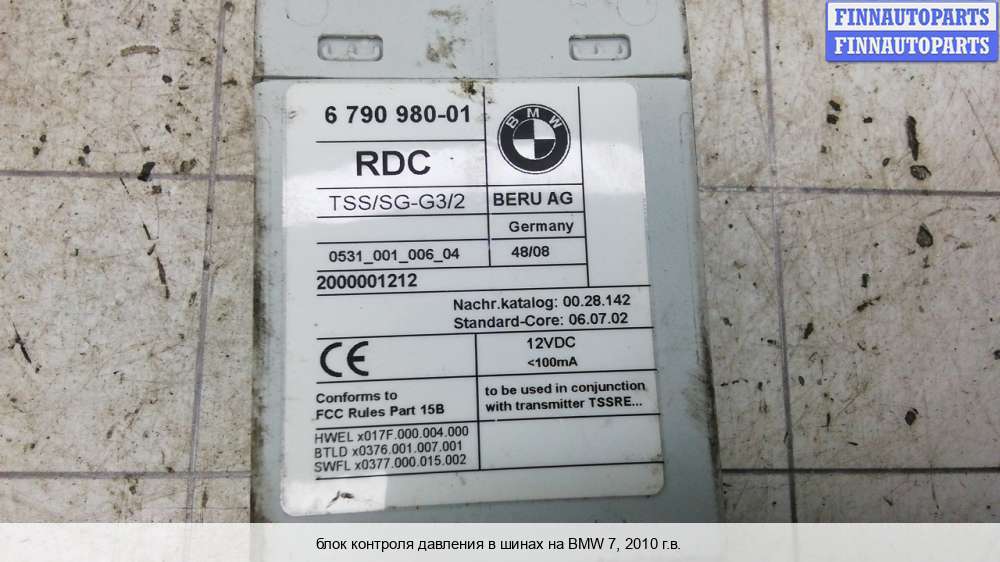 FINNAUTOPARTS
FINNAUTOPARTS
6 790 980-01
BMW
RDC
TSS/SG-G3/2
BERU AG
Germany
0531_001_006_04
48/08
2000001212
Nachr.katalog: 00.28.142
Standard-Core: 06.07.02
CE
12VDC
<100mA
Conforms to
FCC Rules Part 15B
to be used in conjunction
with transmitter TSSRE...
HWEL x017F.000.004.000
BTLD x0376.001.007.001
SWFL x0377.000.015.002
блок контроля давления в шинах на BMW 7, 2010 г.в.